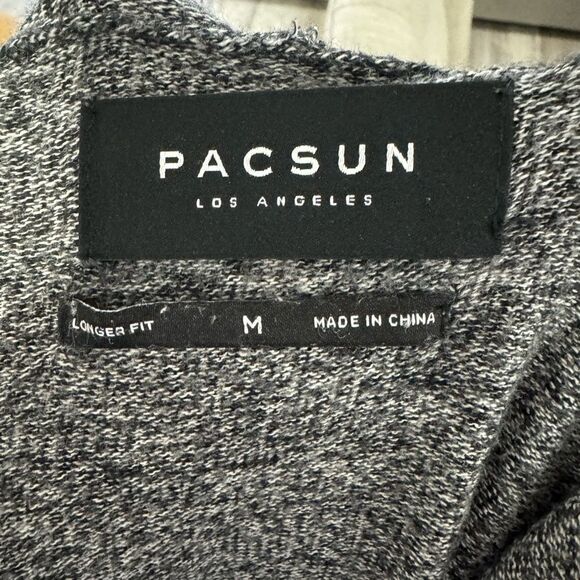 PACSUN
LOS ANGELES
LONGER FIT M MADE IN CHINA